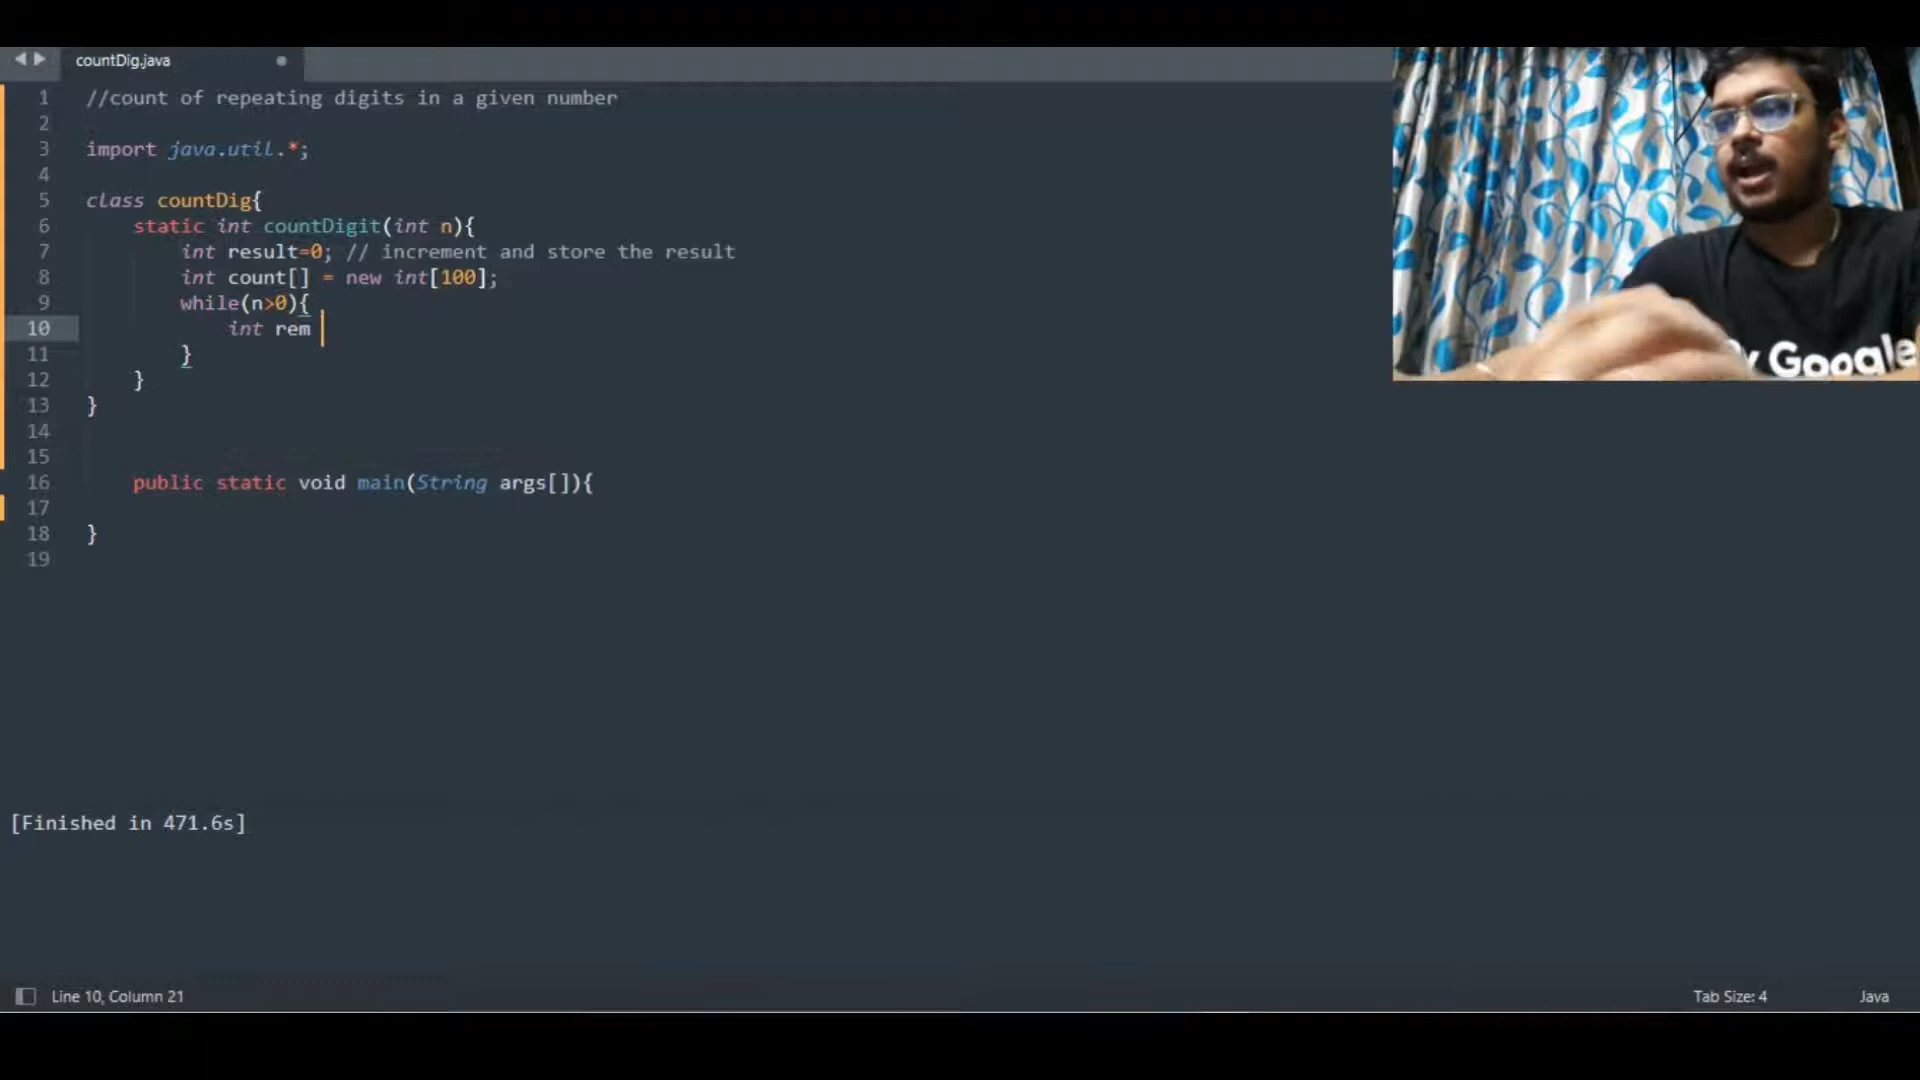 countDig.java
1 //count of repeating digits in a given number
2
3 import java.util.*;
4
5 class countDig{
6 static int countDigit(int n){
7 int result=0; // increment and store the result
8 int count[] = new int[100];
9 while(n>0){
10 int rem
11 }
12 }
13 }
14
15
16 public static void main(String args[]){
17
18 }
19
Google
[Finished in 471.6s]
Line 10, Column 21
Tab Size: 4
Java